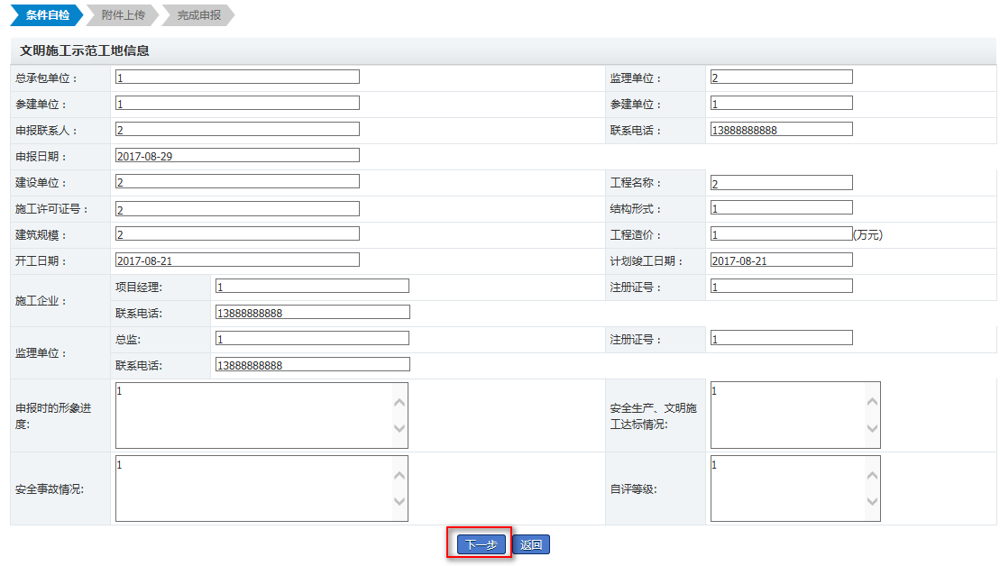 条件自检 附件上传 完成申报
文明施工示范工地信息
总承包单位： 1 监理单位： 2
参建单位： 1 参建单位： 1
申报联系人： 2 联系电话： 13888888888
申报日期： 2017-08-29
建设单位： 2 工程名称： 2
施工许可证号： 2 结构形式： 1
建筑规模： 2 工程造价： 1 (万元)
开工日期： 2017-08-21 计划竣工日期： 2017-08-21
施工企业： 项目经理: 1 注册证号： 1
联系电话: 13888888888
监理单位： 总监: 1 注册证号： 1
联系电话: 13888888888
申报时的形象进
度:
1
安全生产、文明施
工达标情况:
1
安全事故情况: 1 自评等级: 1
下一步 返回